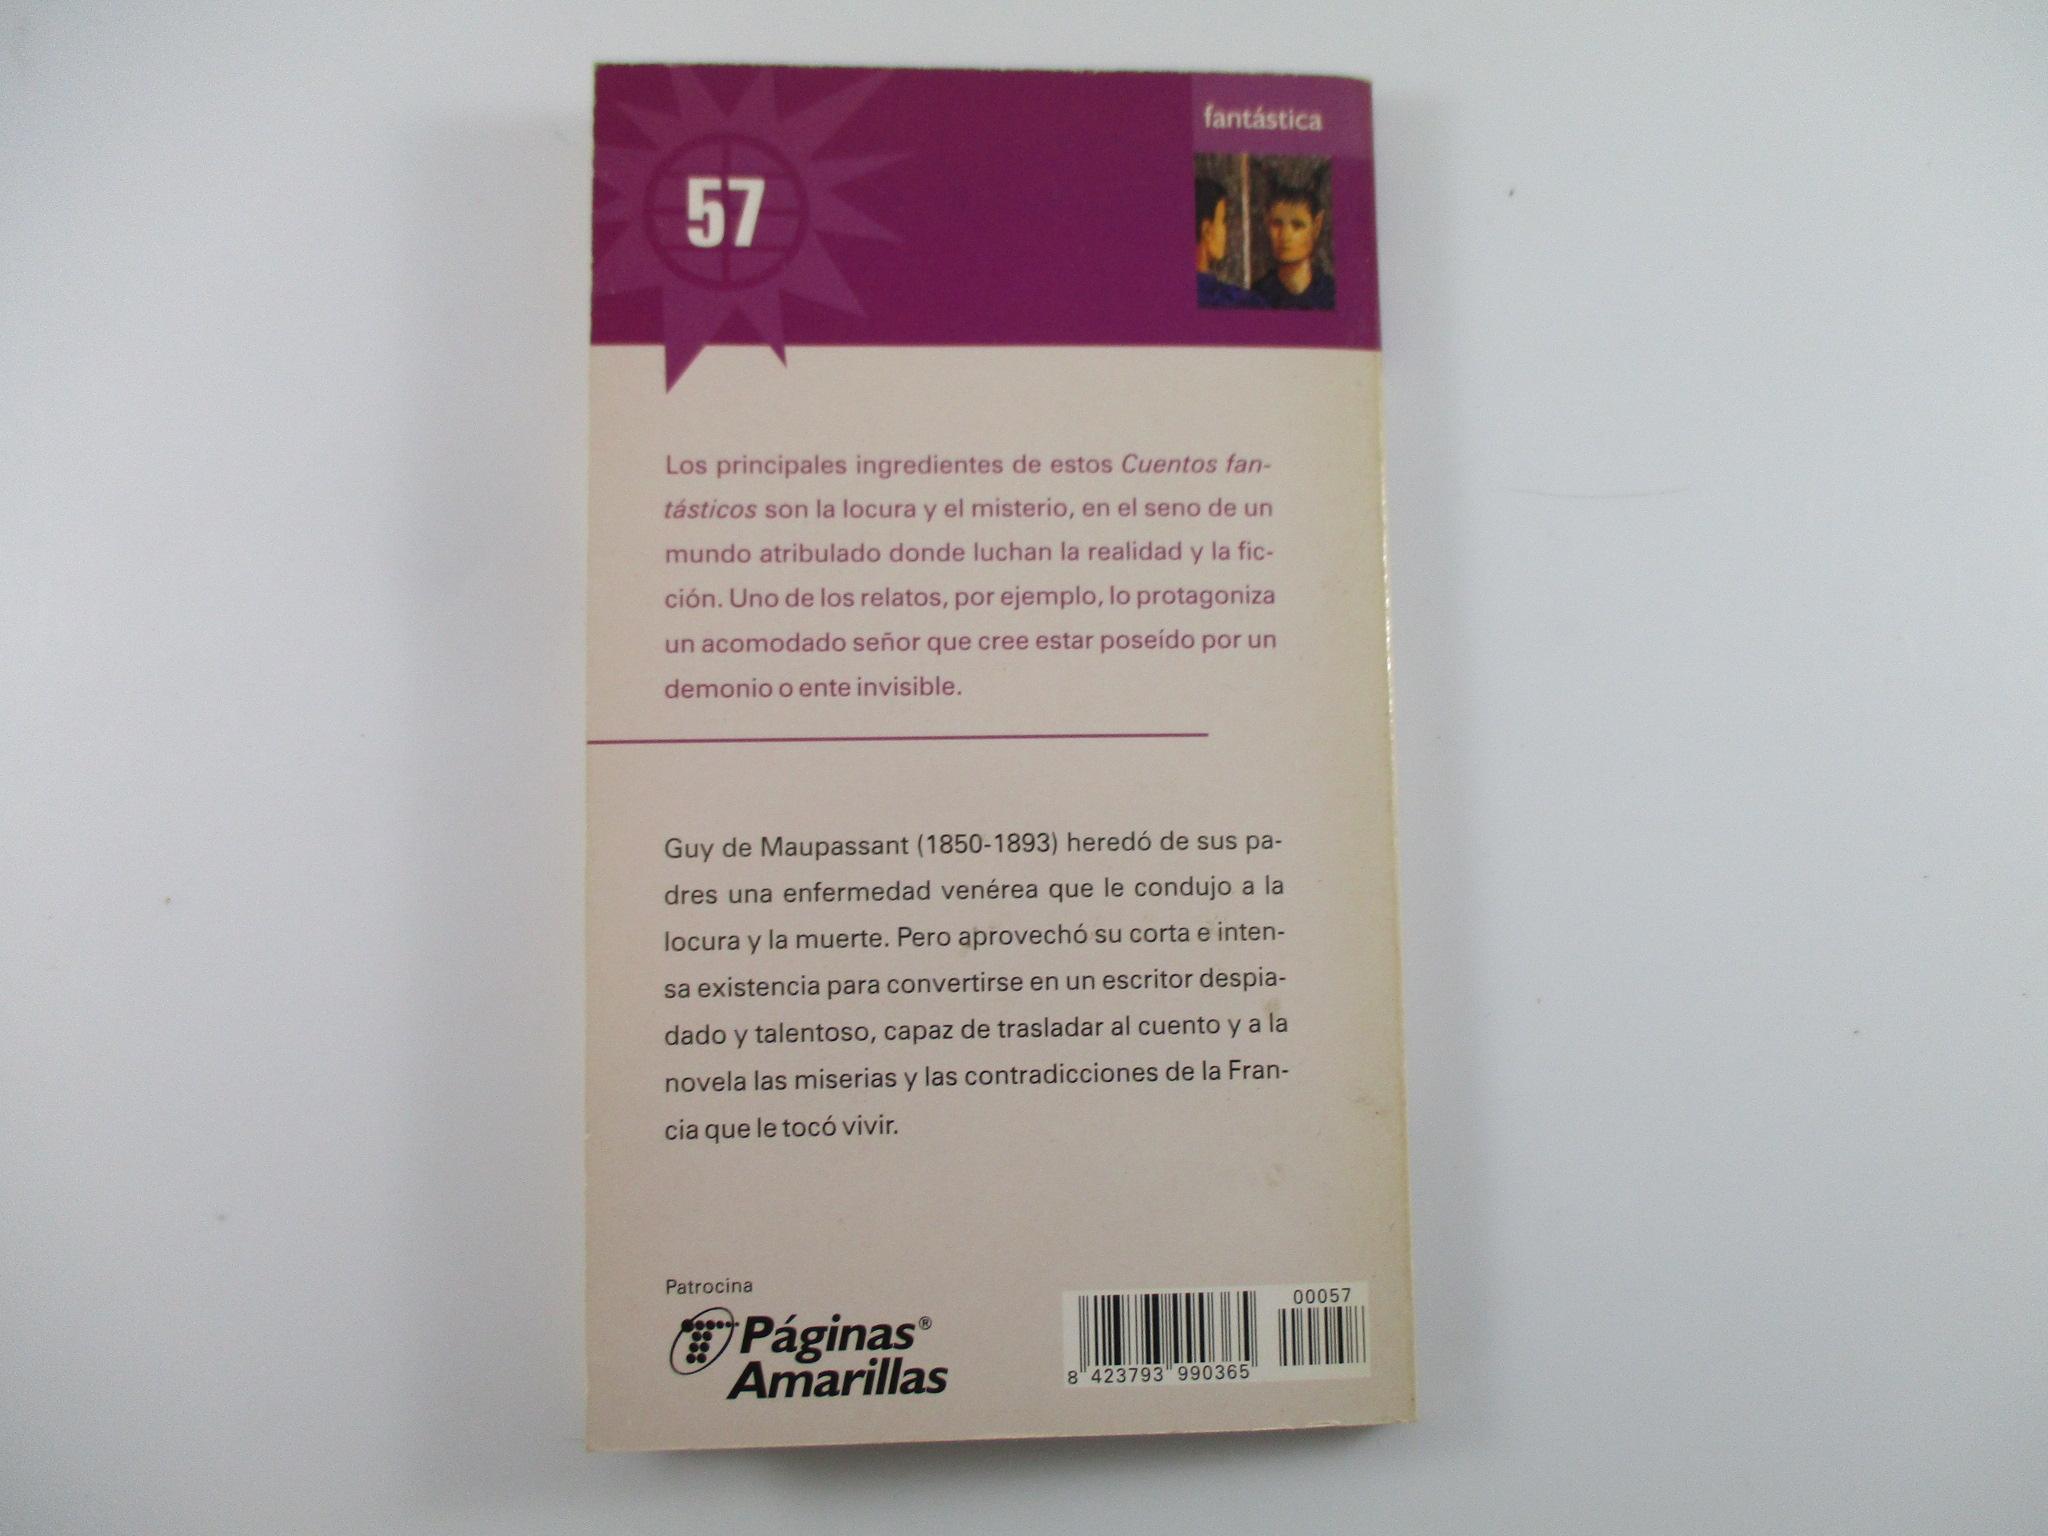 fantástica
57
Los principales ingredientes de estos Cuentos fan-
tásticos son la locura y el misterio, en el seno de un
mundo atribulado donde luchan la realidad y la fic-
ción. Uno de los relatos, por ejemplo, lo protagoniza
un acomodado señor que cree estar poseído por un
demonio o ente invisible.
Guy de Maupassant (1850-1893) heredó de sus pa-
dres una enfermedad venérea que le condujo a la
locura y la muerte. Pero aprovechó su corta e inten-
sa existencia para convertirse en un escritor despia-
dado y talentoso, capaz de trasladar al cuento y a la
novela las miserias y las contradicciones de la Fran-
cia que le tocó vivir.
Patrocina
Páginas®
Amarillas
00057
8 423793 990365